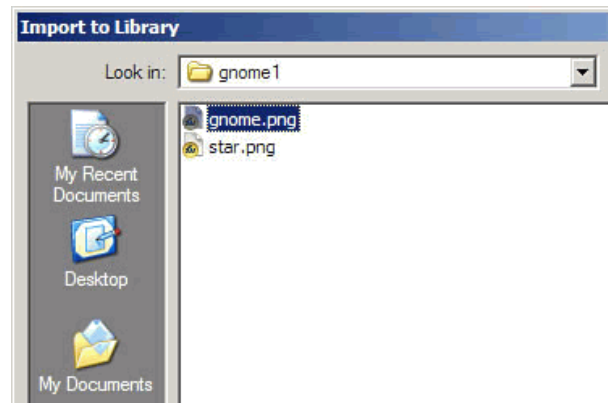 Import to Library
Look in: gnome1
gnome.png
star.png
My Recent
Documents
Desktop
My Documents